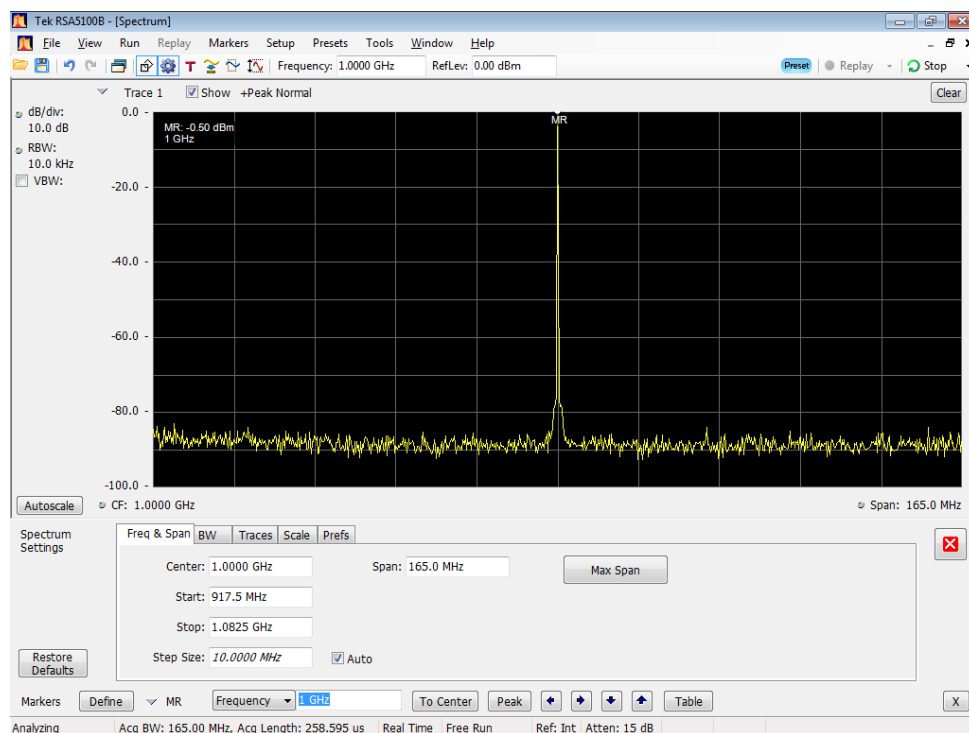 Tek RSA5100B - [Spectrum]
File View Run Replay Markers Setup Presets Tools Window Help
T Frequency: 1.0000 GHz RefLev: 0.00 dBm Preset Replay Stop
Trace 1 Show +Peak Normal Clear
dB/div:
10.0 dB
RBW:
10.0 kHz
VBW:
0.0
-20.0
-40.0
-60.0
-80.0
-100.0
MR: -0.50 dBm
1 GHz
MR
Autoscale CF: 1.0000 GHz Span: 165.0 MHz
Spectrum
Settings
Freq & Span BW Traces Scale Prefs
Center: 1.0000 GHz Span: 165.0 MHz Max Span
Start: 917.5 MHz
Stop: 1.0825 GHz
Step Size: 10.0000 MHz Auto
Restore
Defaults
Markers Define MR Frequency 1 GHz To Center Peak Table X
Analyzing Acq BW: 165.00 MHz, Acq Length: 258.595 us Real Time Free Run Ref: Int Atten: 15 dB